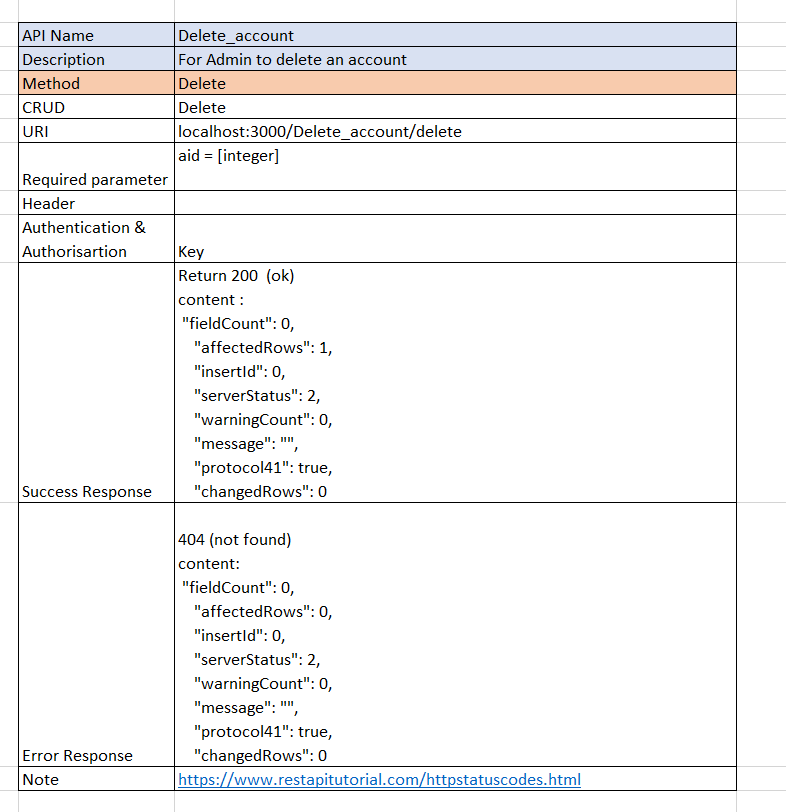 API Name Delete_account
Description For Admin to delete an account
Method Delete
CRUD Delete
URI localhost:3000/Delete_account/delete
aid = [integer]
Required parameter
Header
Authentication &
Authorisartion Key
Return 200  (ok)
content :
"fieldCount": 0,
"affectedRows": 1,
"insertId": 0,
"serverStatus": 2,
"warningCount": 0,
"message": "",
"protocol41": true,
Success Response "changedRows": 0
404 (not found)
content:
"fieldCount": 0,
"affectedRows": 0,
"insertId": 0,
"serverStatus": 2,
"warningCount": 0,
"message": "",
"protocol41": true,
Error Response "changedRows": 0
Note https://www.restapitutorial.com/httpstatuscodes.html